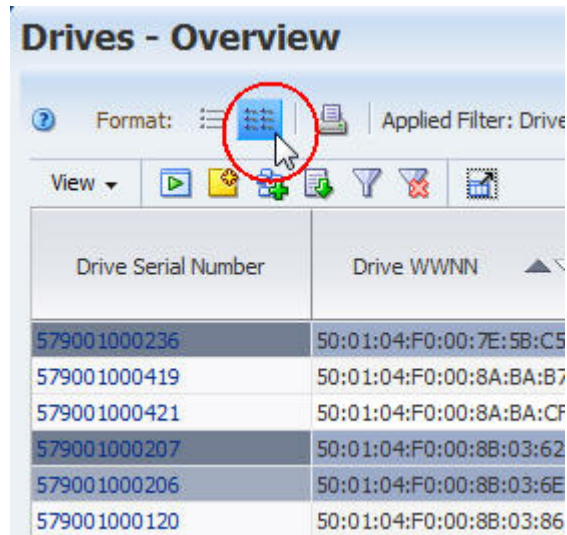 Drives - Overview
Format: Applied Filter: Drive
View
Drive Serial Number Drive WWNN
579001000236 50:01:04:F0:00:7E:5B:C5
579001000419 50:01:04:F0:00:8A:BA:B7
579001000421 50:01:04:F0:00:8A:BA:CF
579001000207 50:01:04:F0:00:8B:03:62
579001000206 50:01:04:F0:00:8B:03:6E
579001000120 50:01:04:F0:00:8B:03:86